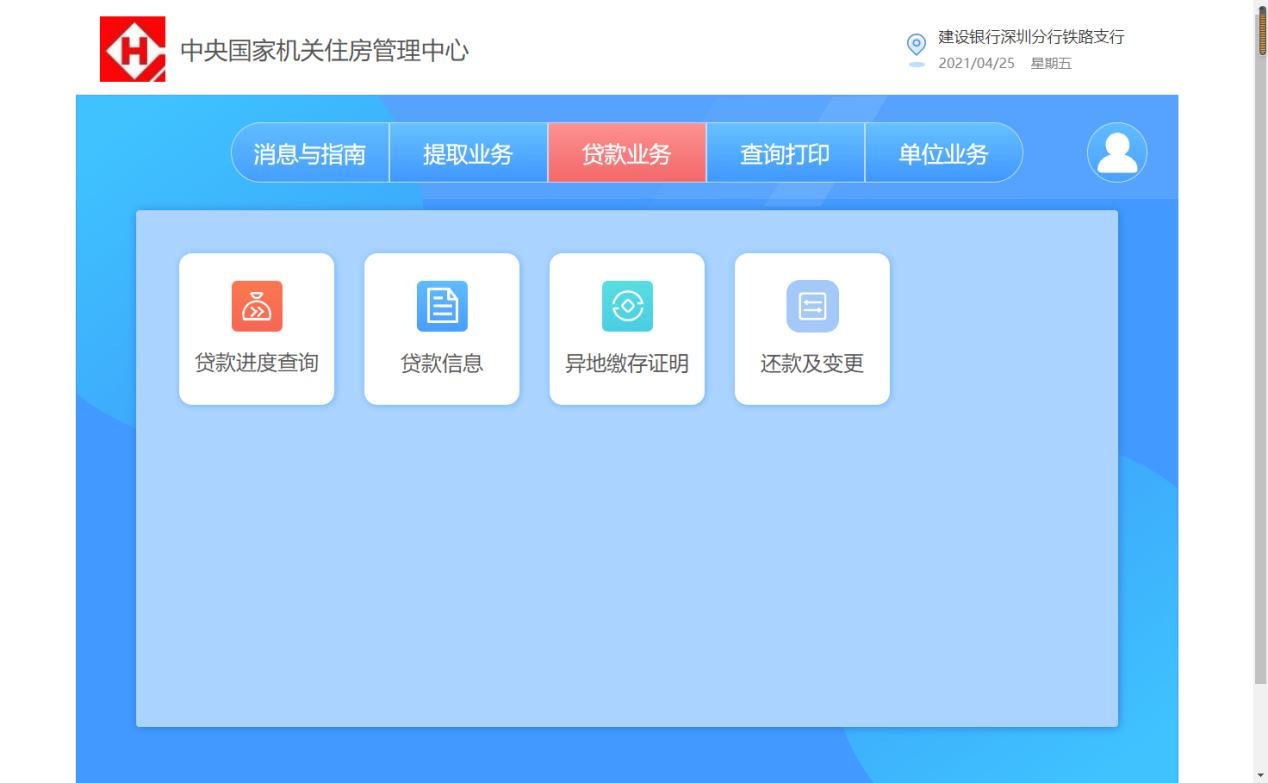 中央国家机关住房管理中心
建设银行深圳分行铁路支行
2021/04/25 星期五
消息与指南 提取业务 贷款业务 查询打印 单位业务
贷款进度查询 贷款信息 异地缴存证明 还款及变更